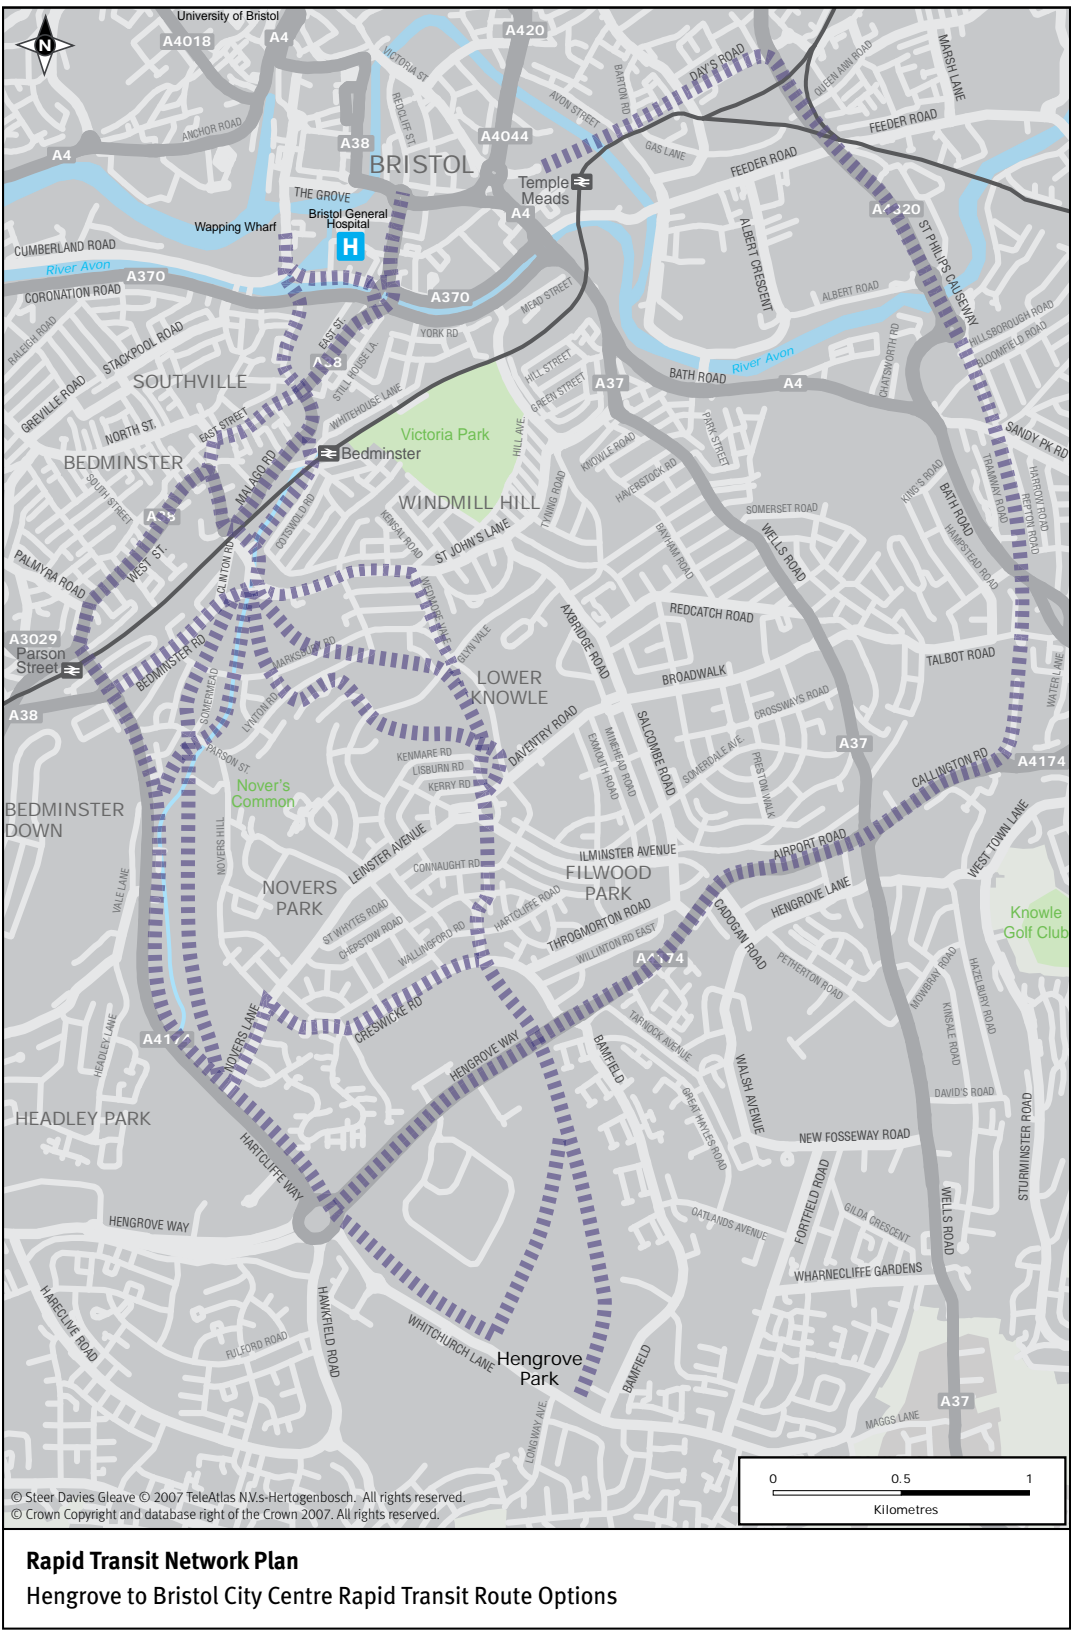 University of Bristol
A4018
A4
A420
N
VICTORIA ST
BARTON RD
DAY'S ROAD
QUEEN ANN ROAD
MARSH LANE
AVON STREET
REDCLIFF ST.
ANCHOR ROAD
A38
A4044
FEEDER ROAD
A4
GAS LANE
BRISTOL
FEEDER ROAD
Temple
Meads
THE GROVE
Bristol General
Hospital
H
Wapping Wharf
A4
A4320
ALBERT CRESCENT
ST PHILIPS CAUSEWAY
CUMBERLAND ROAD
River Avon
A370
CORONATION ROAD
A370
MEAD STREET
ALBERT ROAD
RALEIGH ROAD
STACKPOOL ROAD
EAST ST.
YORK RD
HILLSBOROUGH ROAD
BLOOMFIELD ROAD
CHATSWORTH RD
A38
STILL HOUSE LA.
River Avon
HILL STREET
GREEN STREET
BATH ROAD
A37
A4
SOUTHVILLE
GREVILLE ROAD
WHITEHOUSE LANE
NORTH ST.
EAST STREET
Victoria Park
HILL AVE.
PARK STREET
SANDY PK RD
KNOWLE ROAD
BEDMINSTER
Bedminster
MALAGO RD
HAVERSTOCK RD
KING'S ROAD
BATH ROAD
TRAMWAY ROAD
HARROW ROAD
REPTON ROAD
SOUTH STREET
WINDMILL HILL
TYNING ROAD
A38
COTSWOLD RD
KENSAL ROAD
ST JOHN'S LANE
SOMERSET ROAD
WELLS ROAD
HAMPSTEAD ROAD
BAYHAM ROAD
PALMYRA ROAD
WEST ST.
CLINTON RD
WEDMORE VALE
AXBRIDGE ROAD
REDCATCH ROAD
A3029
Parson
Street
BEDMINSTER RD
MARKSBURY RD
GLYN VALE
TALBOT ROAD
WATER LANE
LOWER
KNOWLE
BROADWALK
SOMERMEAD
LYNTON RD
CROSSWAYS ROAD
A38
DAVENTRY ROAD
SALCOMBE ROAD
MINEHEAD ROAD
EXMOUTH ROAD
A37
PARSON ST
KENMARE RD
LISBURN RD
KERRY RD
SOMERDALE AVE.
PRESTON WALK
CALLINGTON RD
A4174
Nover's
Common
BEDMINSTER
DOWN
NOVERS HILL
LEINSTER AVENUE
ILMINSTER AVENUE
AIRPORT ROAD
WEST TOWN LANE
CONNAUGHT RD
FILWOOD
PARK
VALE LANE
NOVERS
PARK
HARTCLIFFE ROAD
HENGROVE LANE
ST WHYTES ROAD
CHEPSTOW ROAD
WALLINGFORD RD
THROGMORTON ROAD
WILLINTON RD EAST
CADOGAN ROAD
Knowle
Golf Club
A4174
PETHERTON ROAD
MOWBRAY ROAD
HAZELBURY ROAD
KINSALE ROAD
NOVERS LANE
CRESWICKE RD
TARNOCK AVENUE
A4174
HEADLEY LANE
HENGROVE WAY
BAMFIELD
WALSH AVENUE
GREAT HAYLES ROAD
DAVID'S ROAD
STURMINSTER ROAD
HEADLEY PARK
HARTCLIFFE WAY
NEW FOSSEWAY ROAD
FORTFIELD ROAD
WELLS ROAD
HENGROVE WAY
OATLANDS AVENUE
GILDA CRESCENT
WHARNECLIFFE GARDENS
HARECLIVE ROAD
HAWKFIELD ROAD
FULFORD ROAD
WHITCHURCH LANE
Hengrove
Park
BAMFIELD
A37
LONGWAY AVE.
MAGGS LANE
0
0.5
1
Kilometres
© Steer Davies Gleave © 2007 TeleAtlas N.V.s-Hertogenbosch. All rights reserved.
© Crown Copyright and database right of the Crown 2007. All rights reserved.
Rapid Transit Network Plan
Hengrove to Bristol City Centre Rapid Transit Route Options